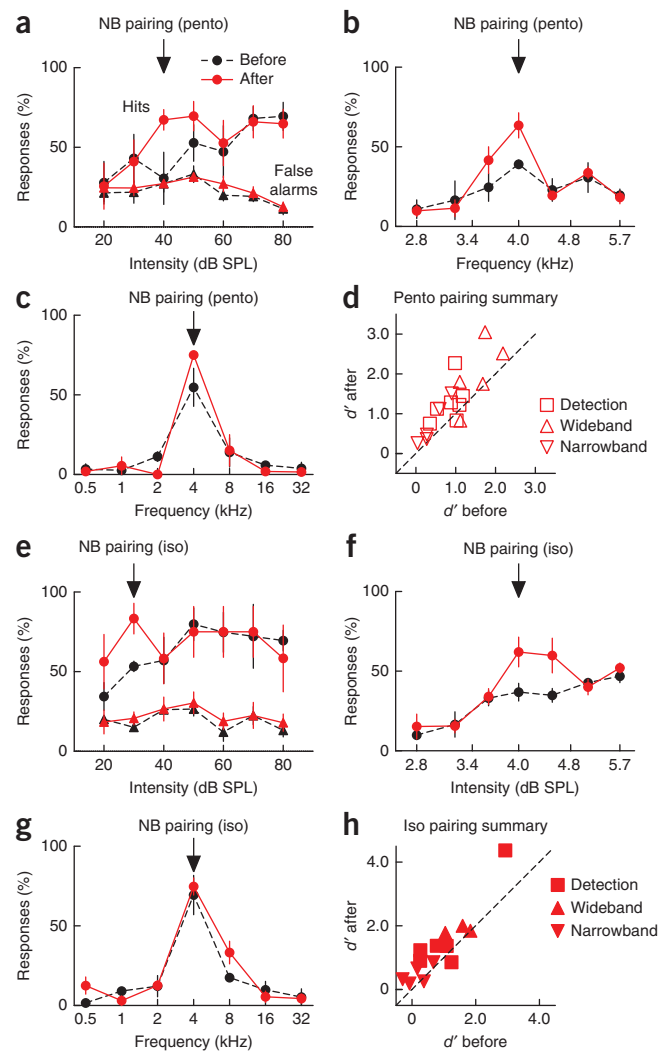 a
NB pairing (pento)
Before
After
Hits
False
alarms
Responses (%)
100
50
0
20 40 60 80
Intensity (dB SPL)
b
NB pairing (pento)
Responses (%)
100
50
0
2.8 3.4 4.0 4.8 5.7
Frequency (kHz)
c
NB pairing (pento)
Responses (%)
100
50
0
0.5 1 2 4 8 16 32
Frequency (kHz)
d
Pento pairing summary
d′ after
3.0
2.0
1.0
0
Detection
Wideband
Narrowband
0 1.0 2.0 3.0
d′ before
e
NB pairing (iso)
Responses (%)
100
50
0
20 40 60 80
Intensity (dB SPL)
f
NB pairing (iso)
Responses (%)
100
50
0
2.8 3.4 4.0 4.8 5.7
Intensity (dB SPL)
g
NB pairing (iso)
Responses (%)
100
50
0
0.5 1 2 4 8 16 32
Frequency (kHz)
h
Iso pairing summary
d′ after
4.0
2.0
0
Detection
Wideband
Narrowband
0 2.0 4.0
d′ before